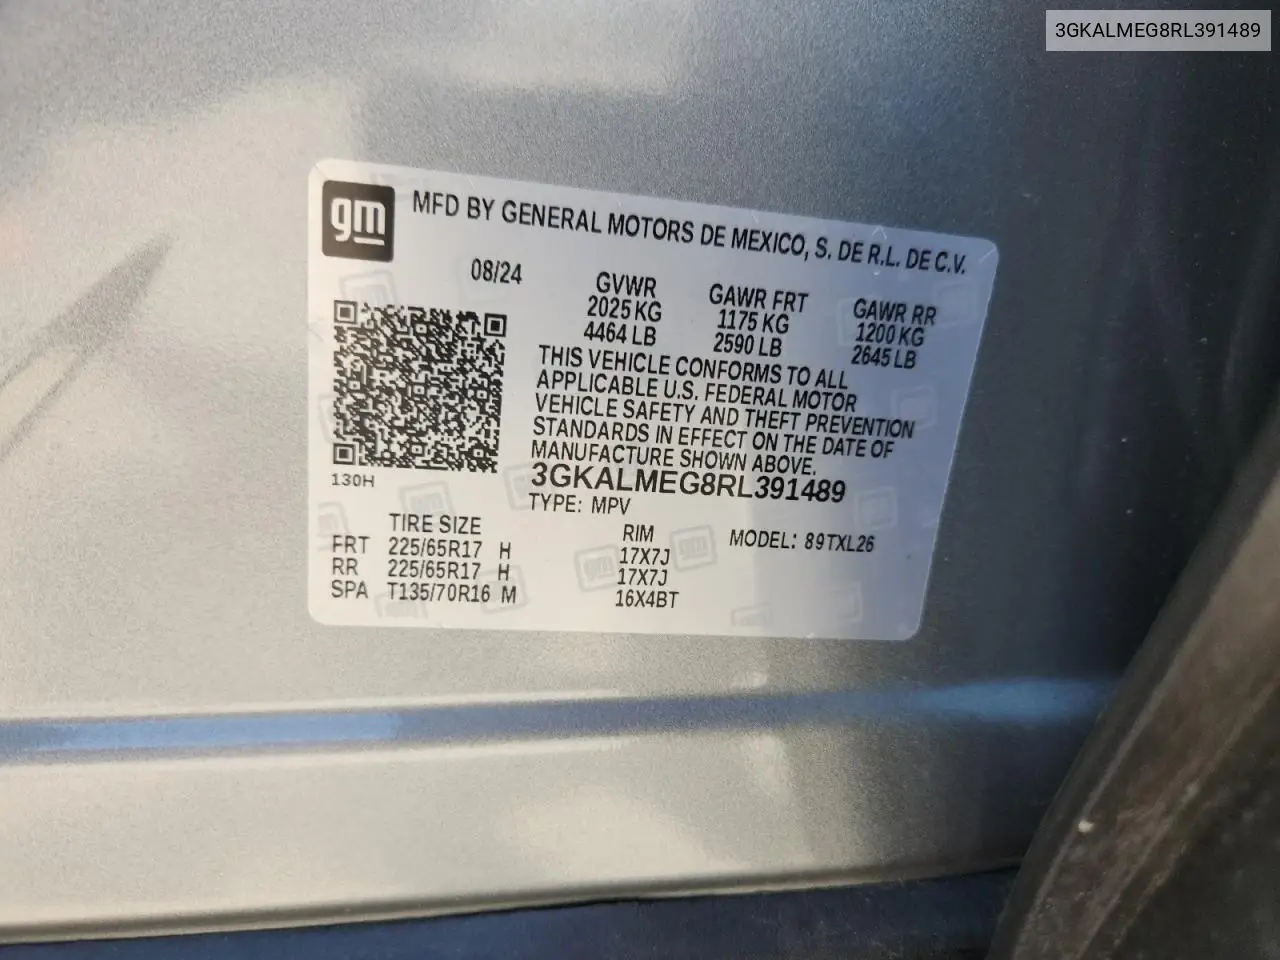 3GKALMEG8RL391489
gm
MFD BY GENERAL MOTORS DE MEXICO, S. DE R.L. DE C.V.
08/24
GVWR GAWR FRT GAWR RR
2025 KG 1175 KG 1200 KG
4464 LB 2590 LB 2645 LB
THIS VEHICLE CONFORMS TO ALL
APPLICABLE U.S. FEDERAL MOTOR
VEHICLE SAFETY AND THEFT PREVENTION
STANDARDS IN EFFECT ON THE DATE OF
MANUFACTURE SHOWN ABOVE.
130H
3GKALMEG8RL391489
TYPE: MPV
TIRE SIZE RIM MODEL: 89TXL26
FRT 225/65R17 H 17X7J
RR 225/65R17 H 17X7J
SPA T135/70R16 M 16X4BT